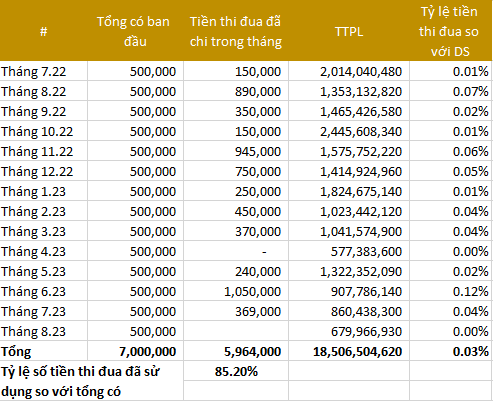 # Tổng có ban đầu Tiền thi đua đã chi trong tháng TTPL Tỷ lệ tiền thi đua so với DS
Tháng 7.22 500,000 150,000 2,014,040,480 0.01%
Tháng 8.22 500,000 890,000 1,353,132,820 0.07%
Tháng 9.22 500,000 350,000 1,465,426,580 0.02%
Tháng 10.22 500,000 150,000 2,445,608,340 0.01%
Tháng 11.22 500,000 945,000 1,575,752,220 0.06%
Tháng 12.22 500,000 750,000 1,414,924,960 0.05%
Tháng 1.23 500,000 250,000 1,824,675,140 0.01%
Tháng 2.23 500,000 450,000 1,023,442,120 0.04%
Tháng 3.23 500,000 370,000 1,041,574,900 0.04%
Tháng 4.23 500,000 - 577,383,600 0.00%
Tháng 5.23 500,000 240,000 1,322,352,090 0.02%
Tháng 6.23 500,000 1,050,000 907,786,140 0.12%
Tháng 7.23 500,000 369,000 860,438,300 0.04%
Tháng 8.23 500,000 679,966,930 0.00%
Tổng 7,000,000 5,964,000 18,506,504,620 0.03%
Tỷ lệ số tiền thi đua đã sử 85.20%
dụng so với tổng có